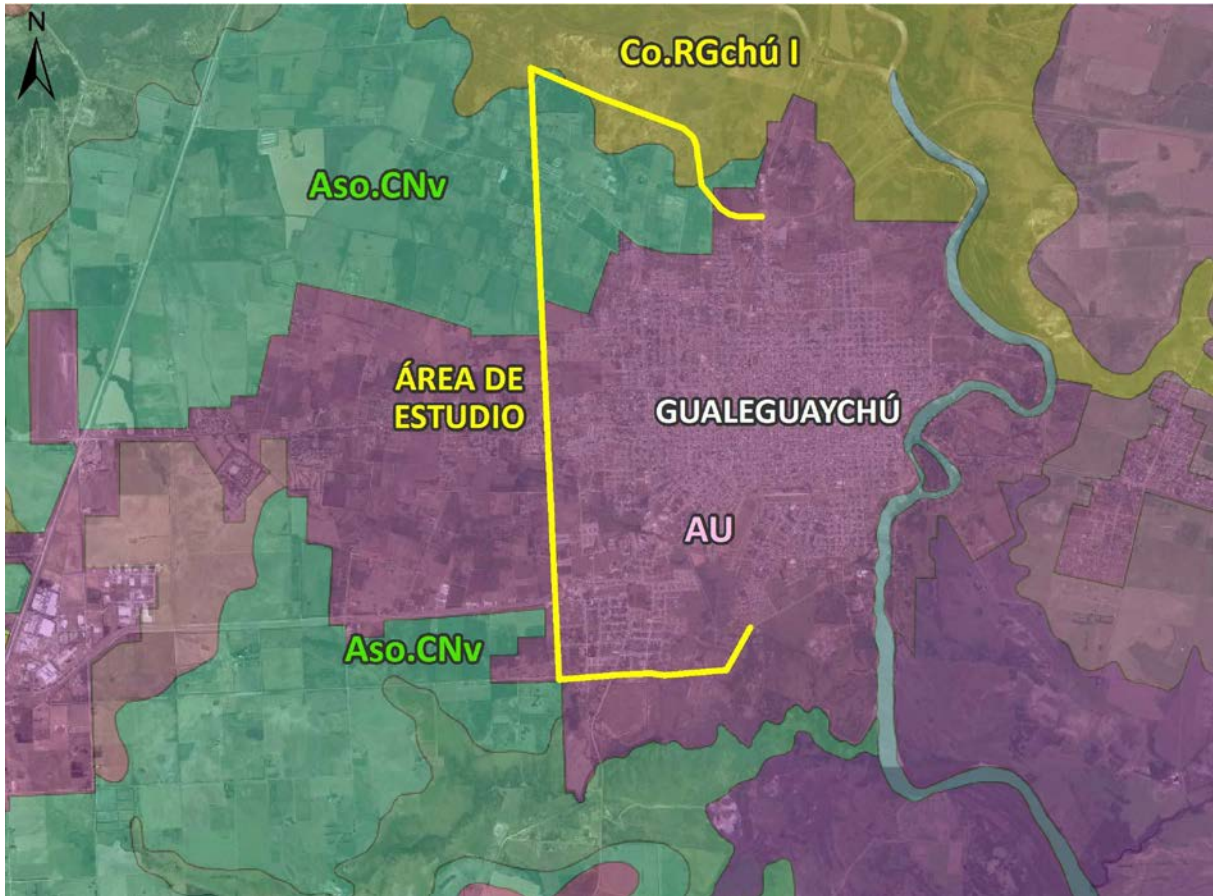 N
Co.RGchú I
Aso.CNv
ÁREA DE
ESTUDIO
GUALEGUAYCHÚ
AU
Aso.CNv